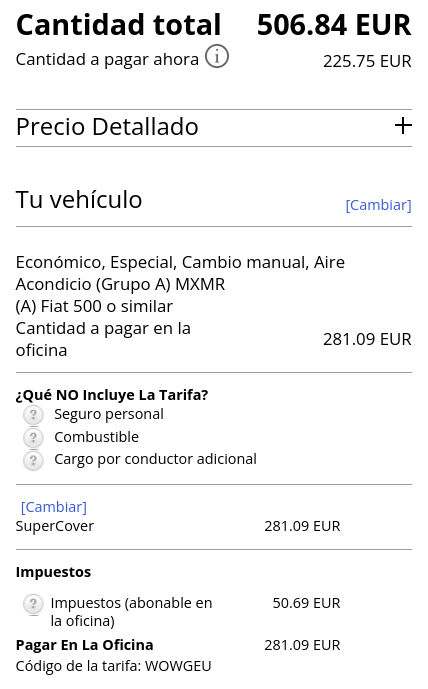 Cantidad total 506.84 EUR
Cantidad a pagar ahora i 225.75 EUR
Precio Detallado +
Tu vehículo [Cambiar]
Económico, Especial, Cambio manual, Aire
Acondicio (Grupo A) MXMR
(A) Fiat 500 o similar
Cantidad a pagar en la
oficina 281.09 EUR
¿Qué NO Incluye La Tarifa?
? Seguro personal
? Combustible
? Cargo por conductor adicional
[Cambiar]
SuperCover 281.09 EUR
Impuestos
? Impuestos (abonable en 50.69 EUR
la oficina)
Pagar En La Oficina 281.09 EUR
Código de la tarifa: WOWGEU